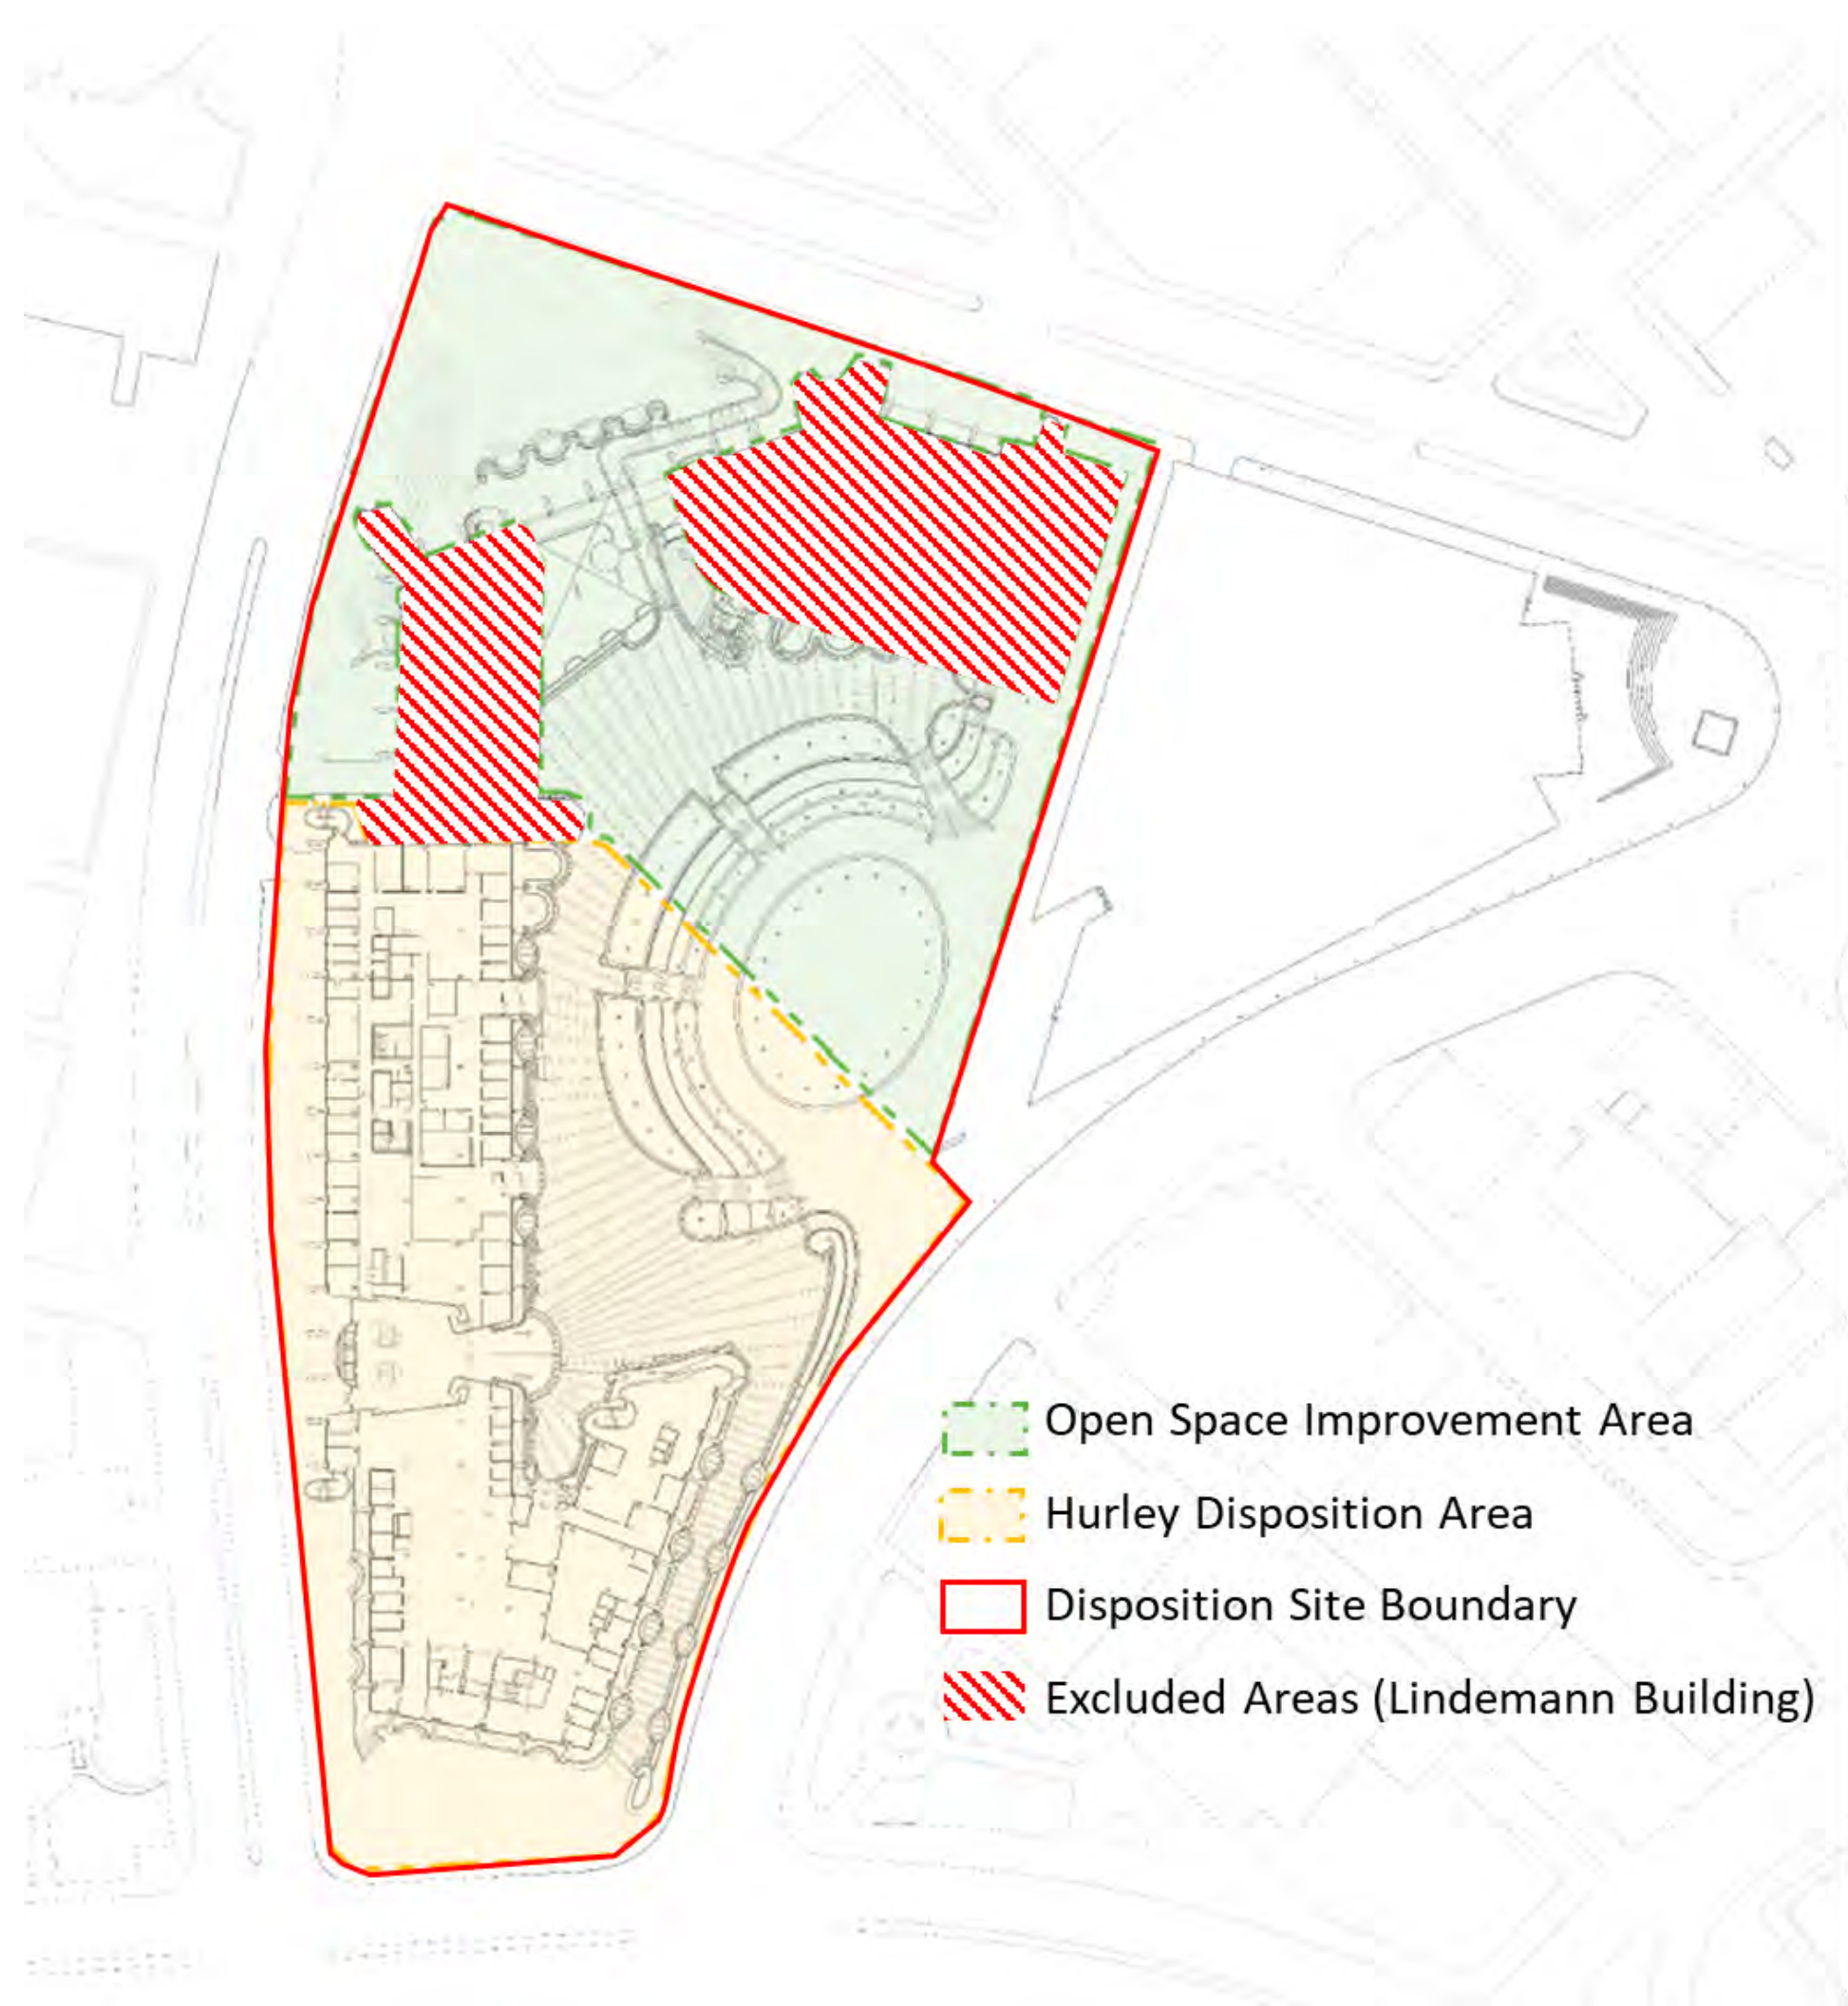 Open Space Improvement Area
Hurley Disposition Area
Disposition Site Boundary
Excluded Areas (Lindemann Building)